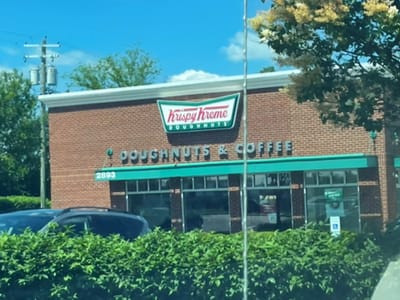 Krispy Kreme
DOUGHNUTS
DOUGHNUTS & COFFEE
2893